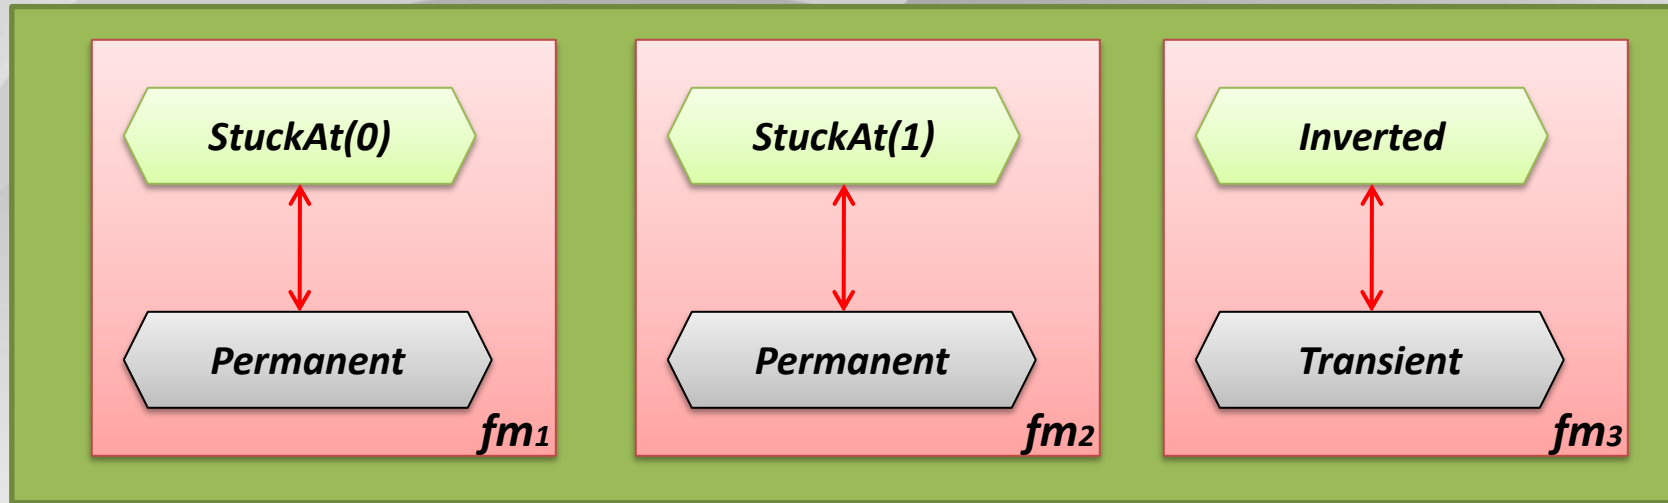 StuckAt(0)
Permanent
fm1
StuckAt(1)
Permanent
fm2
Inverted
Transient
fm3